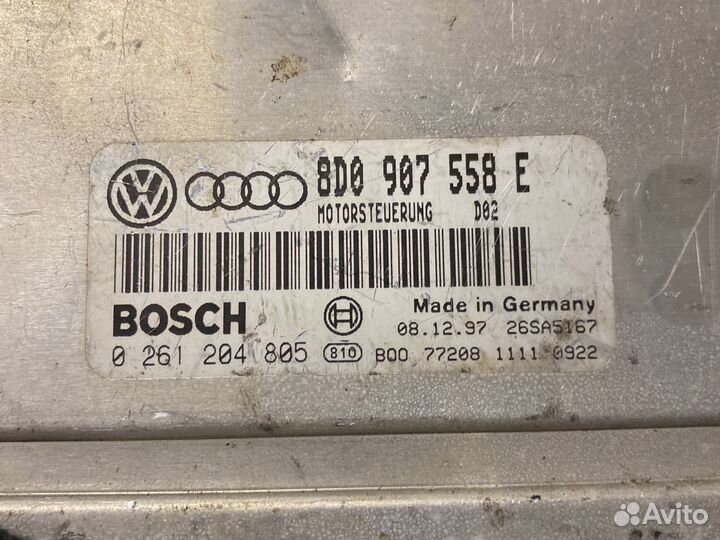 8D0 907 558 E
MOTORSTEUERUNG D02
BOSCH
Made in Germany
08.12.97 26SA5167
0 261 204 805 810 B00 77208 1111 0922
Avito